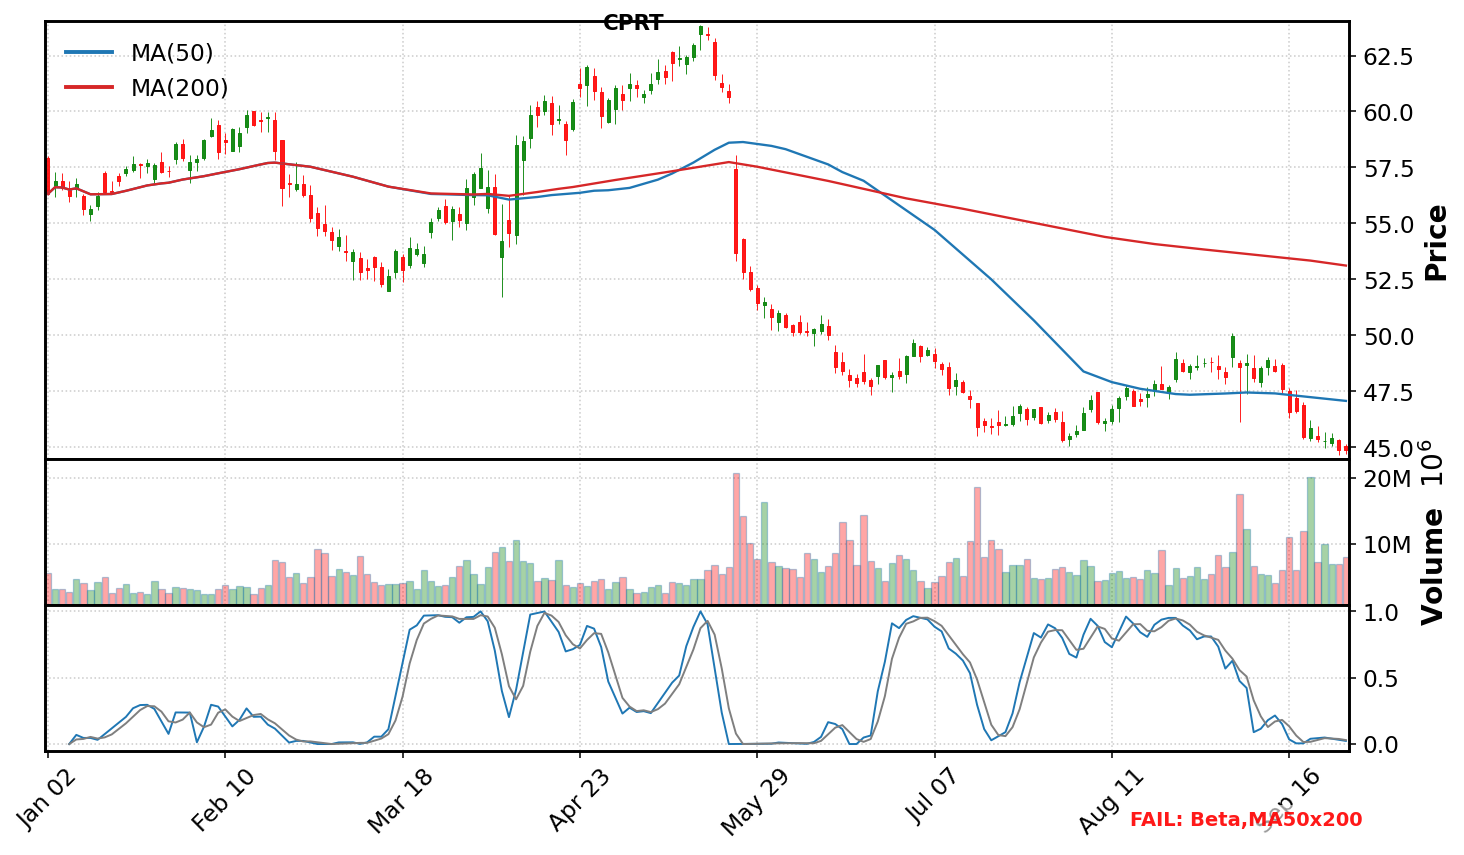 CPRT
MA(50)
MA(200)
62.5
60.0
57.5
55.0
52.5
50.0
47.5
45.0
Price
20M
10M
Volume 10^6
1.0
0.5
0.0
Jan 02
Feb 10
Mar 18
Apr 23
May 29
Jul 07
Aug 11
Sep 16
FAIL: Beta,MA50x200